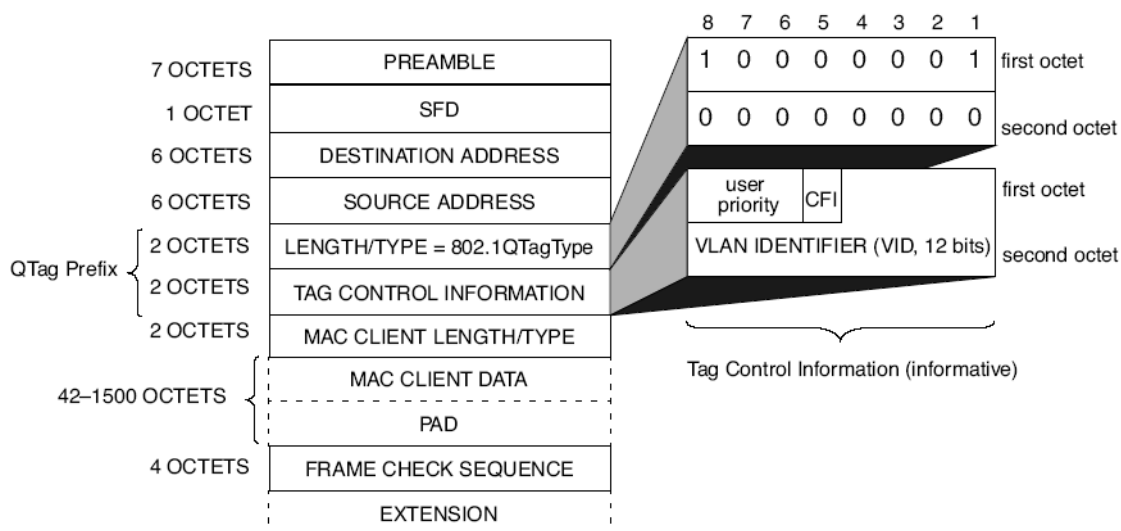 8 7 6 5 4 3 2 1
7 OCTETS PREAMBLE 1 0 0 0 0 0 0 1 first octet
1 OCTET SFD 0 0 0 0 0 0 0 0 second octet
6 OCTETS DESTINATION ADDRESS
6 OCTETS SOURCE ADDRESS user priority CFI first octet
QTag Prefix
2 OCTETS LENGTH/TYPE = 802.1QTagType VLAN IDENTIFIER (VID, 12 bits) second octet
2 OCTETS TAG CONTROL INFORMATION
2 OCTETS MAC CLIENT LENGTH/TYPE
Tag Control Information (informative)
42–1500 OCTETS MAC CLIENT DATA
PAD
4 OCTETS FRAME CHECK SEQUENCE
EXTENSION